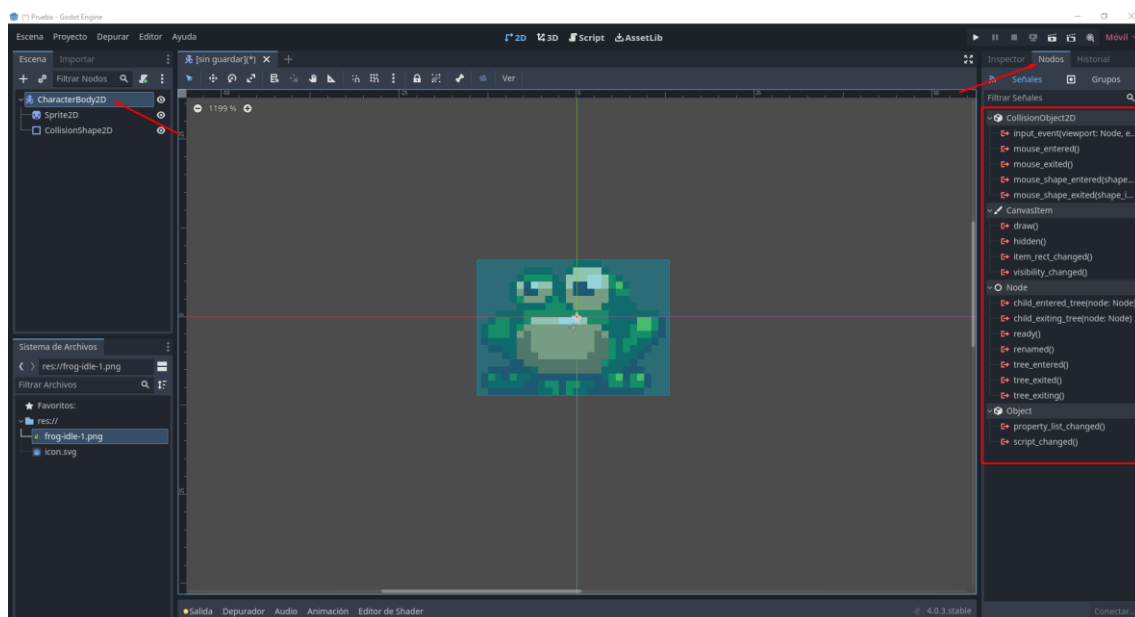 (*) Prueba - Godot Engine
Escena Proyecto Depurar Editor Ayuda
2D 3D Script AssetLib
Móvil
Escena Importar
Filtrar Nodos
CharacterBody2D
Sprite2D
CollisionShape2D
[sin guardar](*)
Ver
1199 %
Sistema de Archivos
res://frog-idle-1.png
Filtrar Archivos
Favoritos:
res://
frog-idle-1.png
icon.svg
Salida Depurador Audio Animación Editor de Shader
4.0.3.stable
Inspector Nodos Historial
Señales Grupos
Filtrar Señales
CollisionObject2D
input_event(viewport: Node, e...
mouse_entered()
mouse_exited()
mouse_shape_entered(shape...
mouse_shape_exited(shape_i...
CanvasItem
draw()
hidden()
item_rect_changed()
visibility_changed()
Node
child_entered_tree(node: Node)
child_exiting_tree(node: Node)
ready()
renamed()
tree_entered()
tree_exited()
tree_exiting()
Object
property_list_changed()
script_changed()
Conectar...